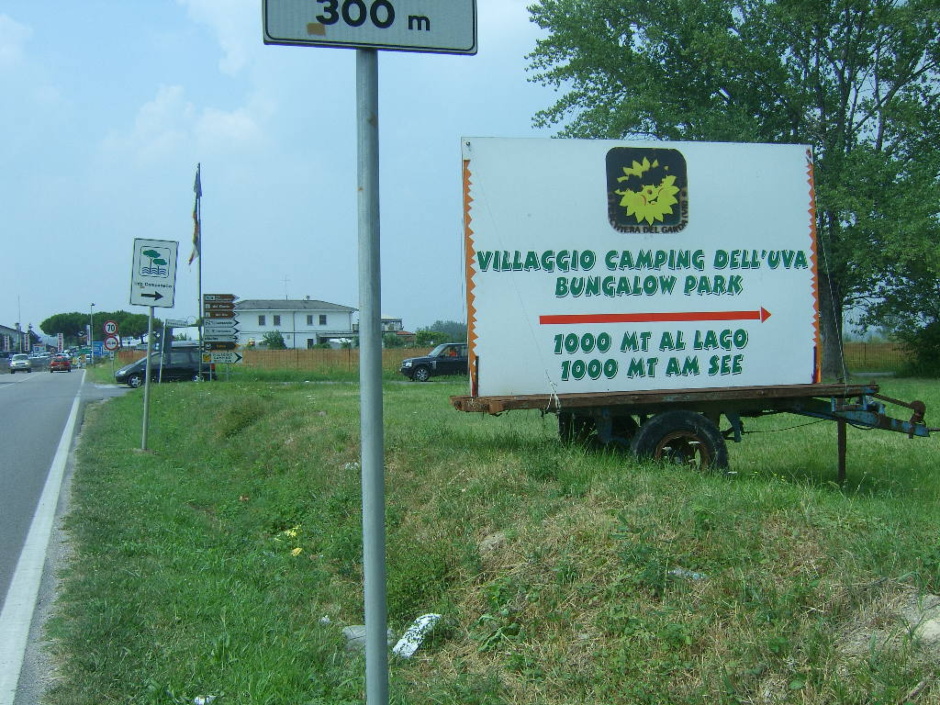 300 m
RIVIERA DEL GARDA
VILLAGGIO CAMPING DELL'UVA
BUNGALOW PARK
1000 MT AL LAGO
1000 MT AM SEE
70